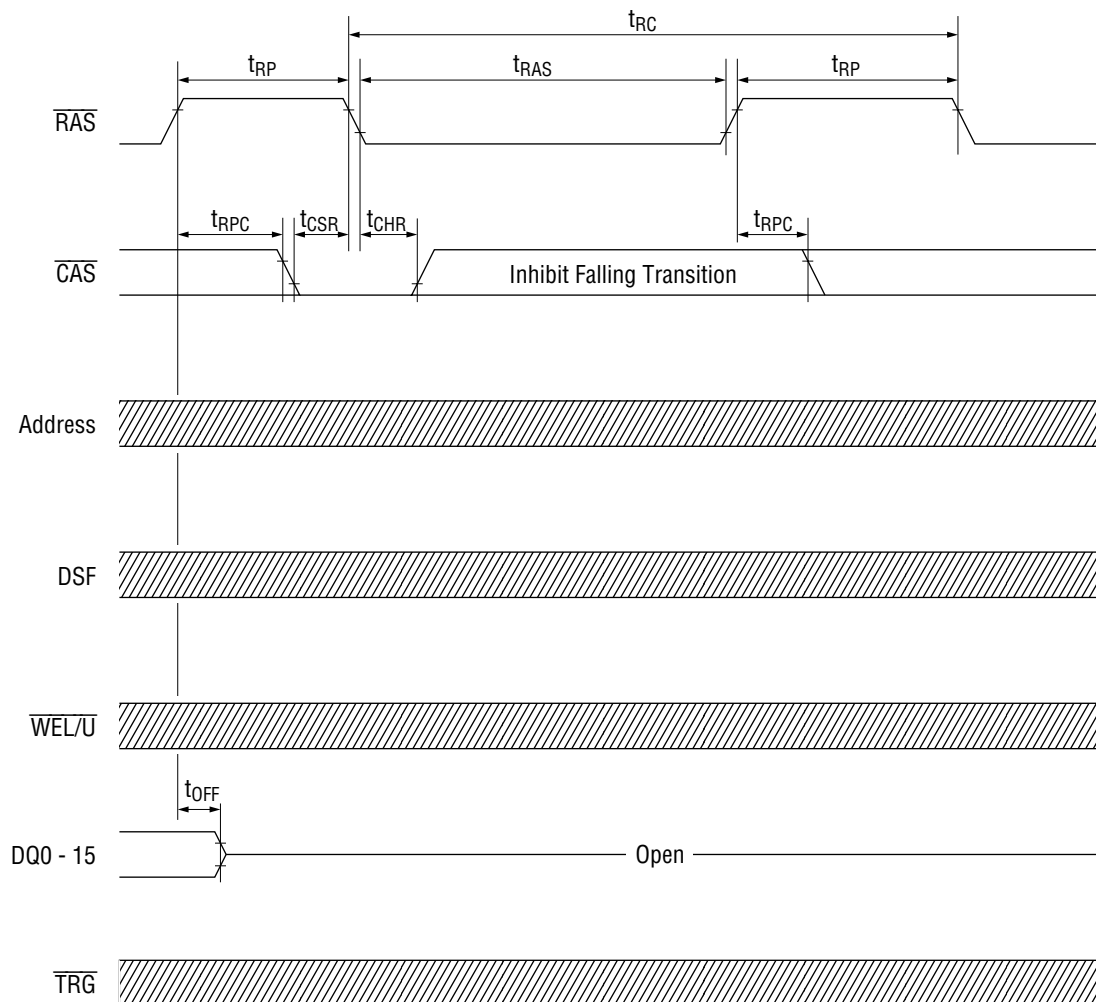 tRC
tRP tRAS tRP
RAS
tRPC tCSR tCHR tRPC
CAS Inhibit Falling Transition
Address
DSF
WEL/U
tOFF
DQ0 - 15 Open
TRG